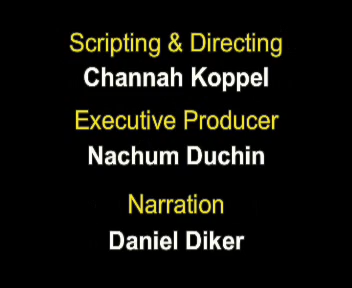 Scripting & Directing
Channah Koppel
Executive Producer
Nachum Duchin
Narration
Daniel Diker